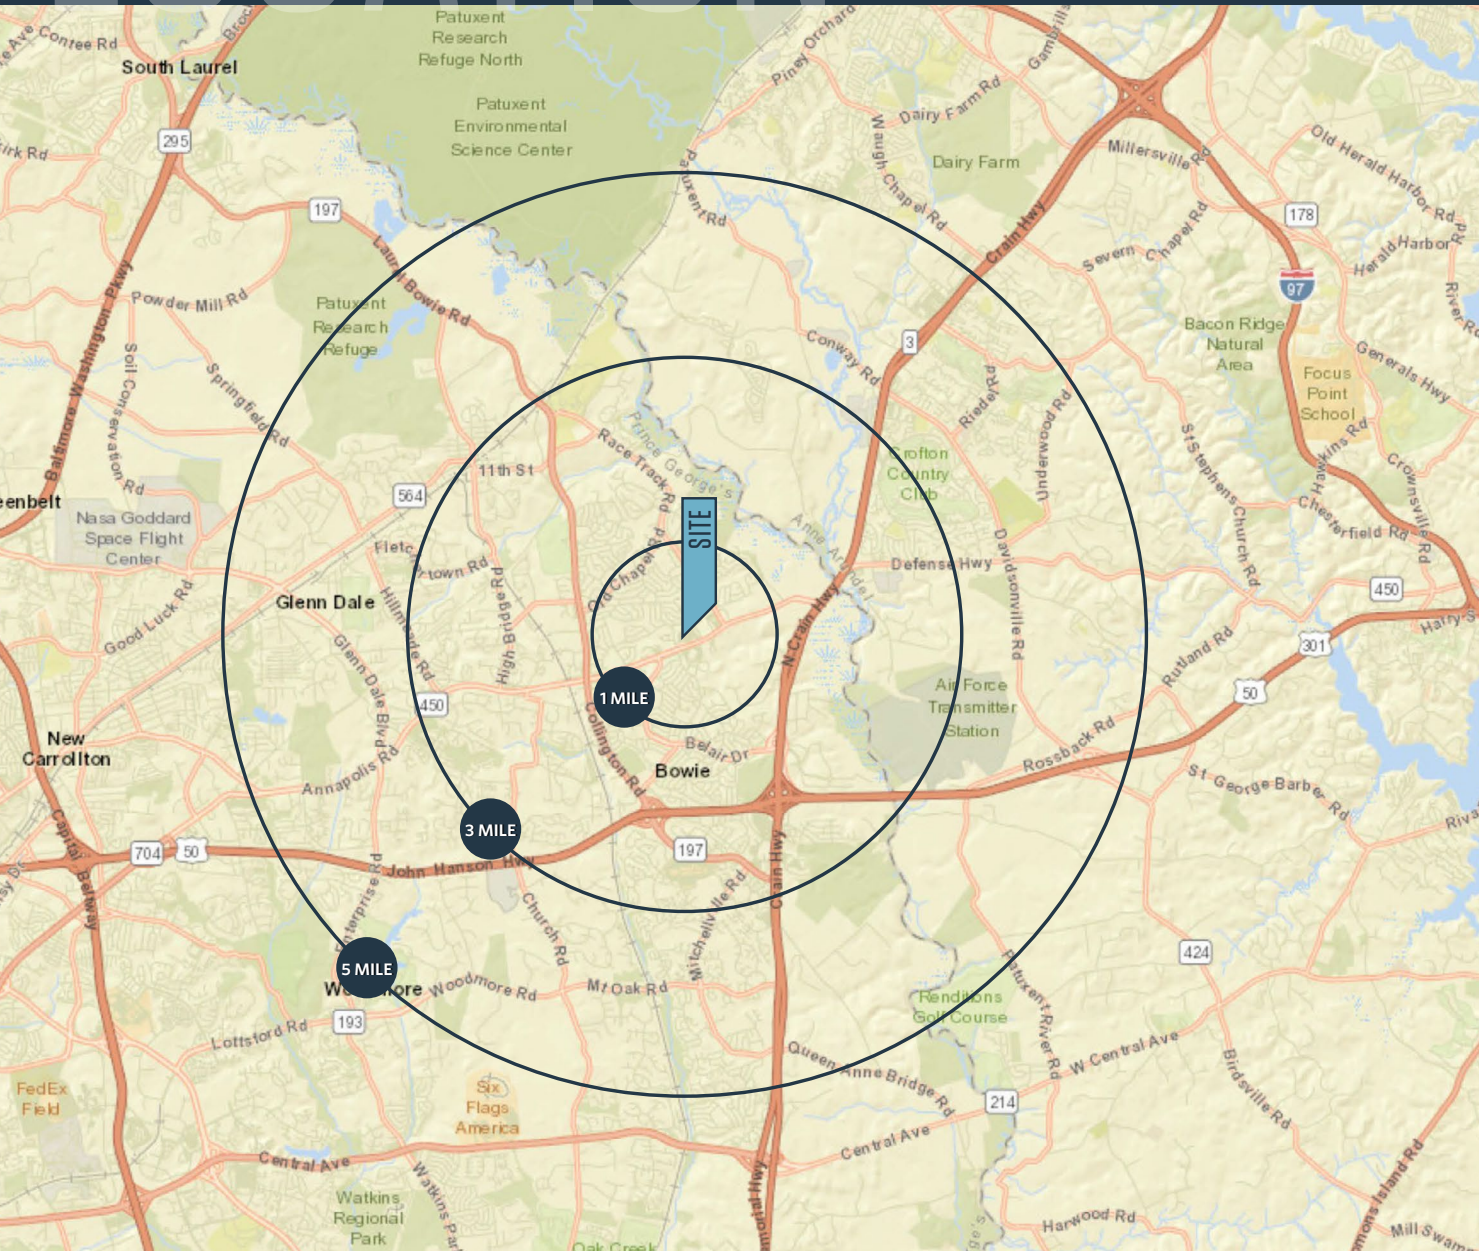 Contee Rd
South Laurel
Patuxent
Research
Refuge North
Patuxent
Environmental
Science Center
Piney Orchard
Gambrills
Dairy Farm Rd
Dairy Farm
Waugh Chapel Rd
Millersville Rd
Old Herald Harbor Rd
295
197
178
Patuxent Rd
Crain Hwy
Severn Chapel Rd
Herald Harbor Rd
97
River Rd
Laurel Bowie Rd
Powder Mill Rd
Baltimore Washington Pkwy
Patuxent
Research
Refuge
Soil Conservation Rd
Springfield Rd
Conway Rd
3
Bacon Ridge
Natural
Area
Focus
Point
School
Generals Hwy
Riedel Rd
Underwood Rd
Race Track Rd
Prince George's
11th St
564
Crofton
Country
Club
St Stephens Church Rd
Hawkins Rd
Crownsville Rd
Chesterfield Rd
Nasa Goddard
Space Flight
Center
SITE
Anne Arundel
Old Chapel Rd
Defense Hwy
Davidsonville Rd
450
Glenn Dale
High Bridge Rd
Hillmeade Rd
Good Luck Rd
Glenn Dale Blvd
N Crain Hwy
301
Rutland Rd
50
450
1 MILE
Air Force
Transmitter
Station
New
Carrollton
Annapolis Rd
Collington Rd
Belair Dr
Bowie
Rossback Rd
St George Barber Rd
3 MILE
Capital Beltway
704
50
John Hanson Hwy
197
Crain Hwy
Enterprise Rd
Church Rd
Mitchellville Rd
424
5 MILE
Woodmore Rd
Mt Oak Rd
193
Lottsford Rd
Renditions
Golf Course
Patuxent River Rd
Queen Anne Bridge Rd
W Central Ave
Birdsville Rd
FedEx
Field
Six
Flags
America
214
Central Ave
Central Ave
Watkins
Regional
Park
Harwood Rd